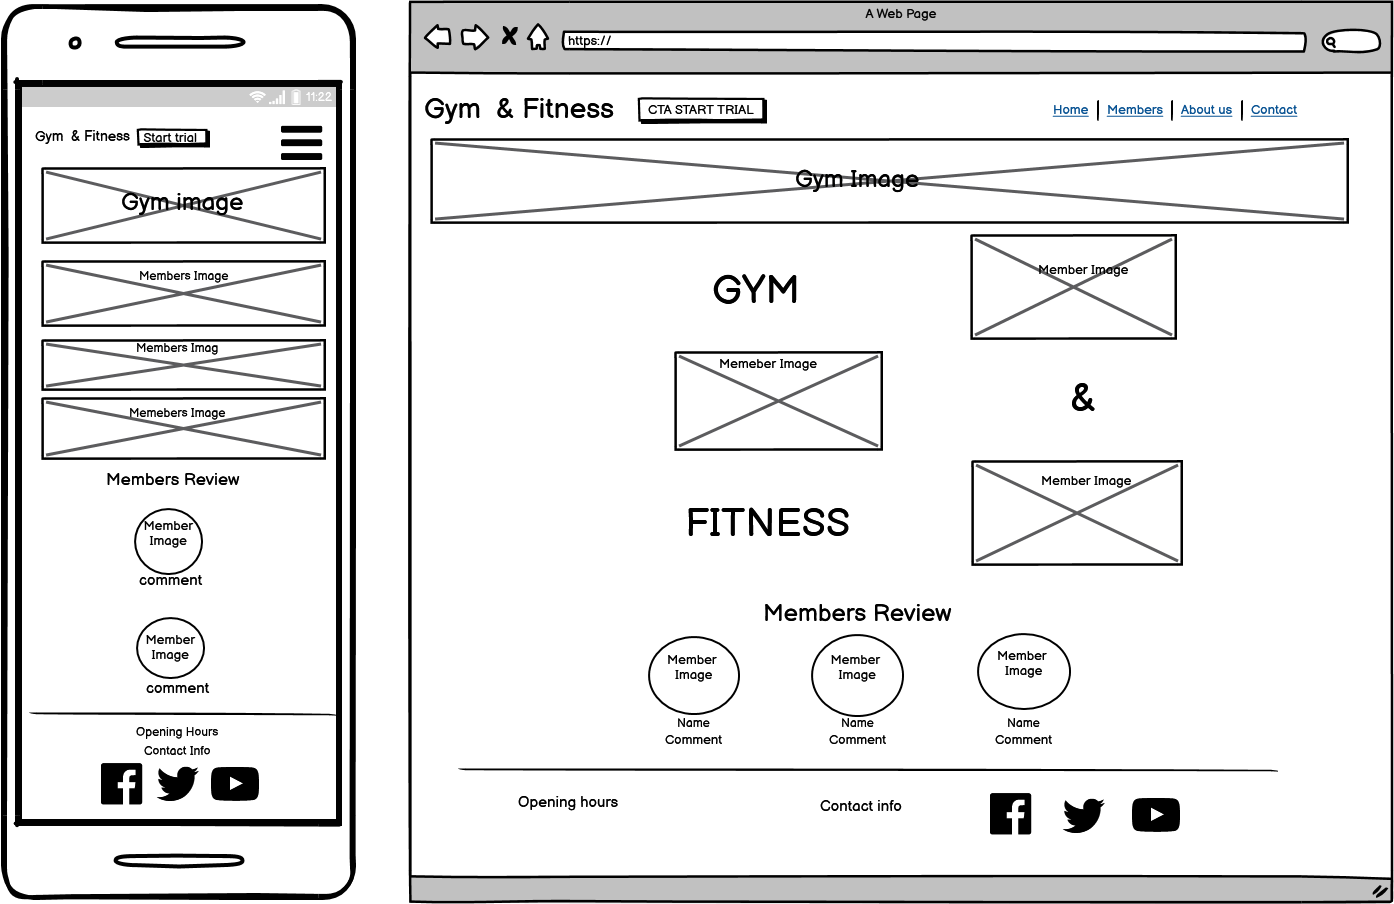 11:22
Gym & Fitness
Start trial
Gym image
Members Image
Members Imag
Memebers Image
Members Review
Member
Image
comment
Member
Image
comment
Opening Hours
Contact Info
A Web Page
https://
Gym & Fitness
CTA START TRIAL
Home
Members
About us
Contact
Gym Image
GYM
Member Image
Memeber Image
&
FITNESS
Member Image
Members Review
Member
Image
Name
Comment
Member
Image
Name
Comment
Member
Image
Name
Comment
Opening hours
Contact info